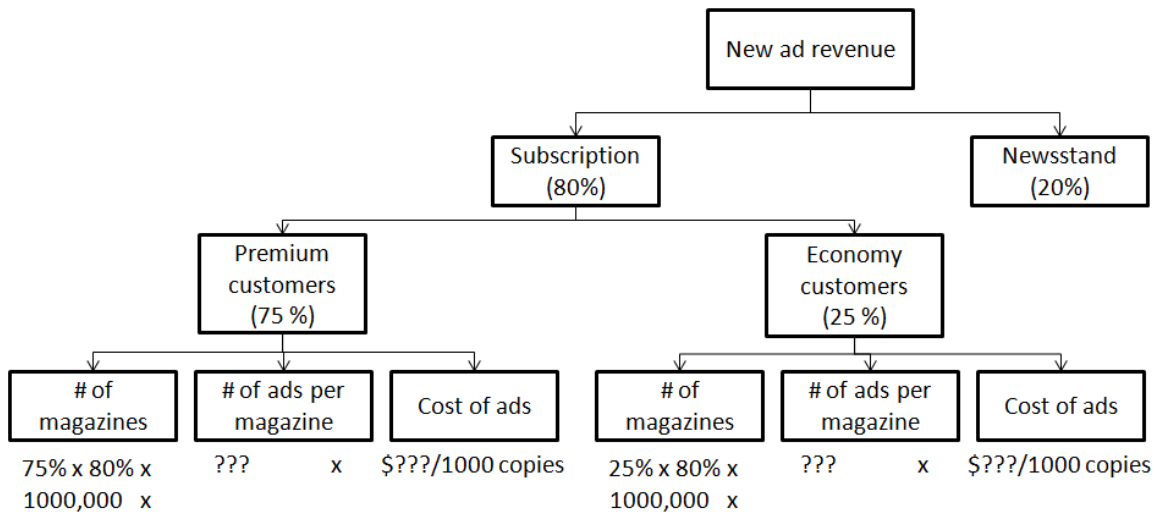 New ad revenue
Subscription
(80%)
Newsstand
(20%)
Premium
customers
(75 %)
Economy
customers
(25 %)
# of
magazines
# of ads per
magazine
Cost of ads
# of
magazines
# of ads per
magazine
Cost of ads
75% x 80% x
1000,000 x
??? x
$???/1000 copies
25% x 80% x
1000,000 x
??? x
$???/1000 copies